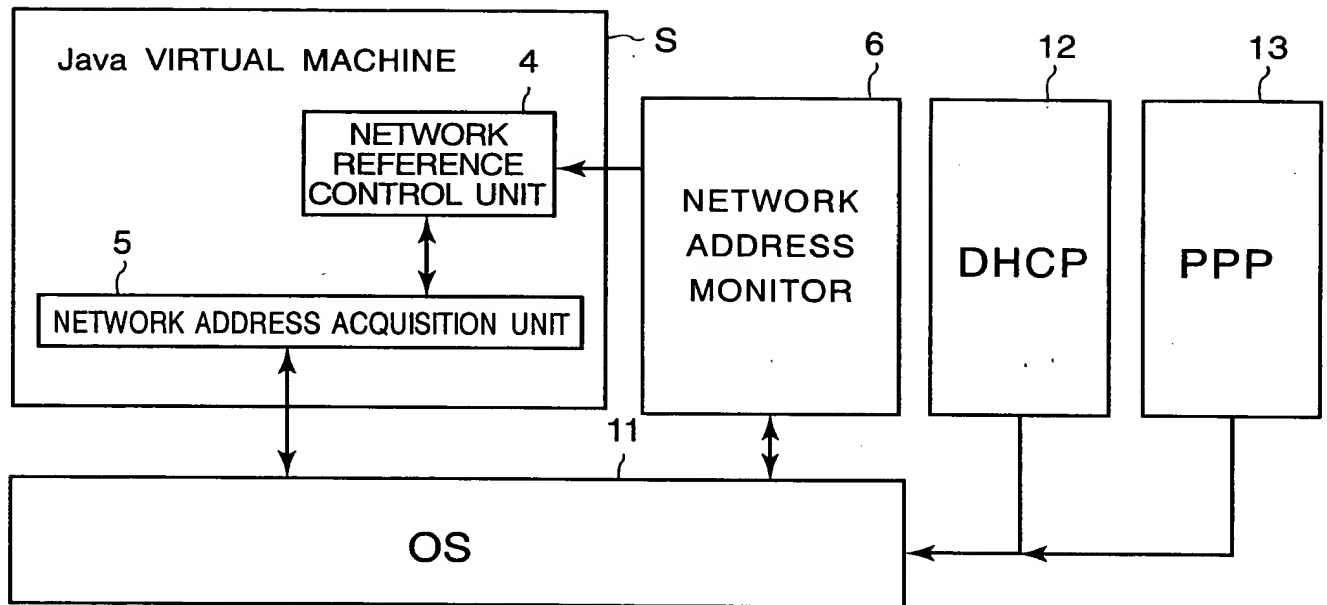 S
6
12
13
Java VIRTUAL MACHINE
4
NETWORK
REFERENCE
CONTROL UNIT
NETWORK
ADDRESS
MONITOR
DHCP
PPP
5
NETWORK ADDRESS ACQUISITION UNIT
11
OS